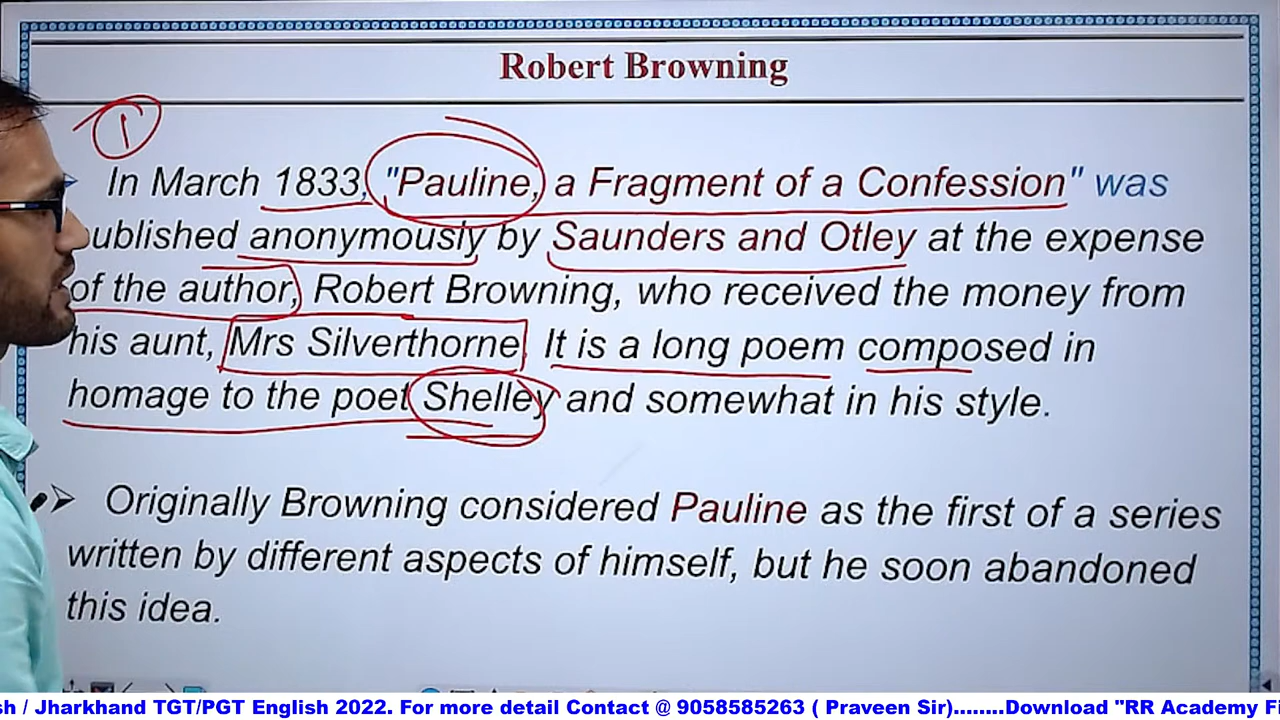 Robert Browning
1
In March 1833, "Pauline, a Fragment of a Confession" was
published anonymously by Saunders and Otley at the expense
of the author, Robert Browning, who received the money from
his aunt, Mrs Silverthorne. It is a long poem composed in
homage to the poet Shelley and somewhat in his style.
Originally Browning considered Pauline as the first of a series
written by different aspects of himself, but he soon abandoned
this idea.
sh / Jharkhand TGT/PGT English 2022. For more detail Contact @ 9058585263 ( Praveen Sir)........Download "RR Academy F